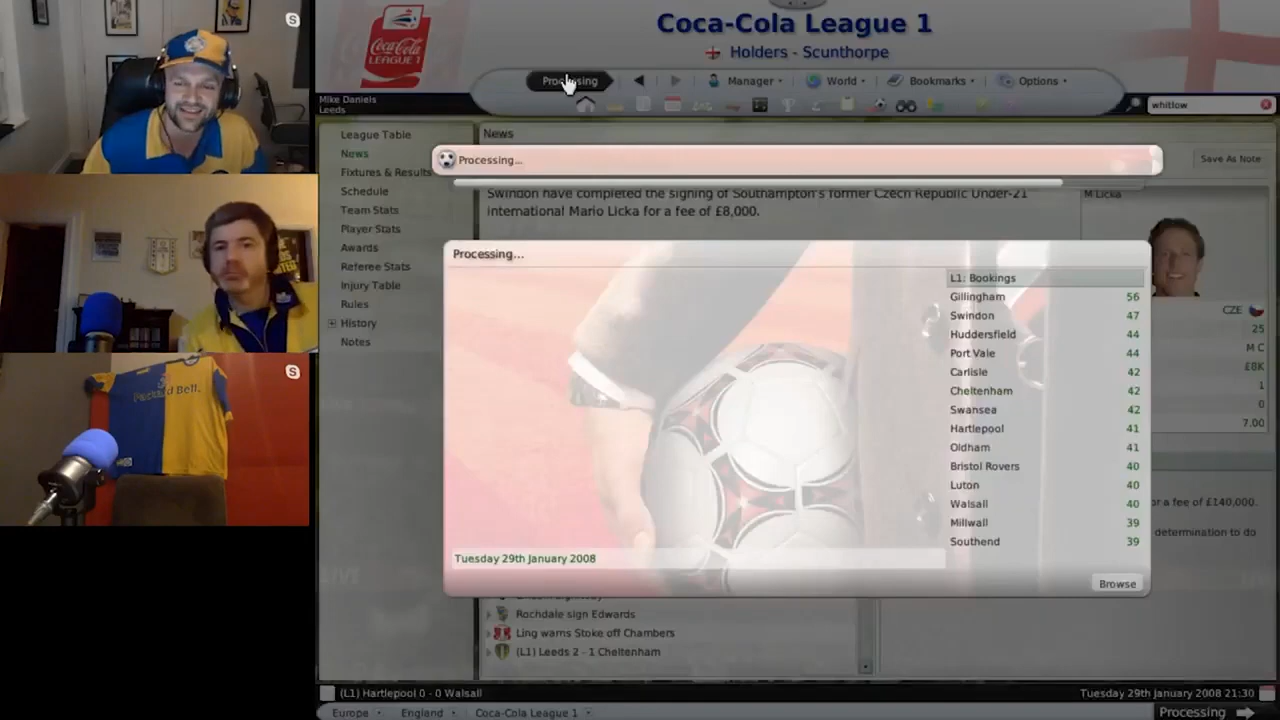 Coca-Cola League 1
Holders - Scunthorpe
Coca-Cola
LEAGUE 1
Processing
Manager
World
Bookmarks
Options
Mike Daniels
Leeds
whitlow
League Table
News
Fixtures & Results
Schedule
Team Stats
Player Stats
Awards
Referee Stats
Injury Table
Rules
History
Notes
News
Save As Note
Processing...
Swindon have completed the signing of Southampton's former Czech Republic Under-21
international Mario Licka for a fee of £8,000.
M Licka
CZE
25
M C
£8K
1
0
7.00
Processing...
L1: Bookings
Gillingham 56
Swindon 47
Huddersfield 44
Port Vale 44
Carlisle 42
Cheltenham 42
Swansea 42
Hartlepool 41
Oldham 41
Bristol Rovers 40
Luton 40
Walsall 40
Millwall 39
Southend 39
Tuesday 29th January 2008
Browse
or a fee of £140,000.
determination to do
Rochdale sign Edwards
Ling warns Stoke off Chambers
(L1) Leeds 2 - 1 Cheltenham
(L1) Hartlepool 0 - 0 Walsall
Tuesday 29th January 2008 21:30
Europe
England
Coca-Cola League 1
Processing
Packard Bell.